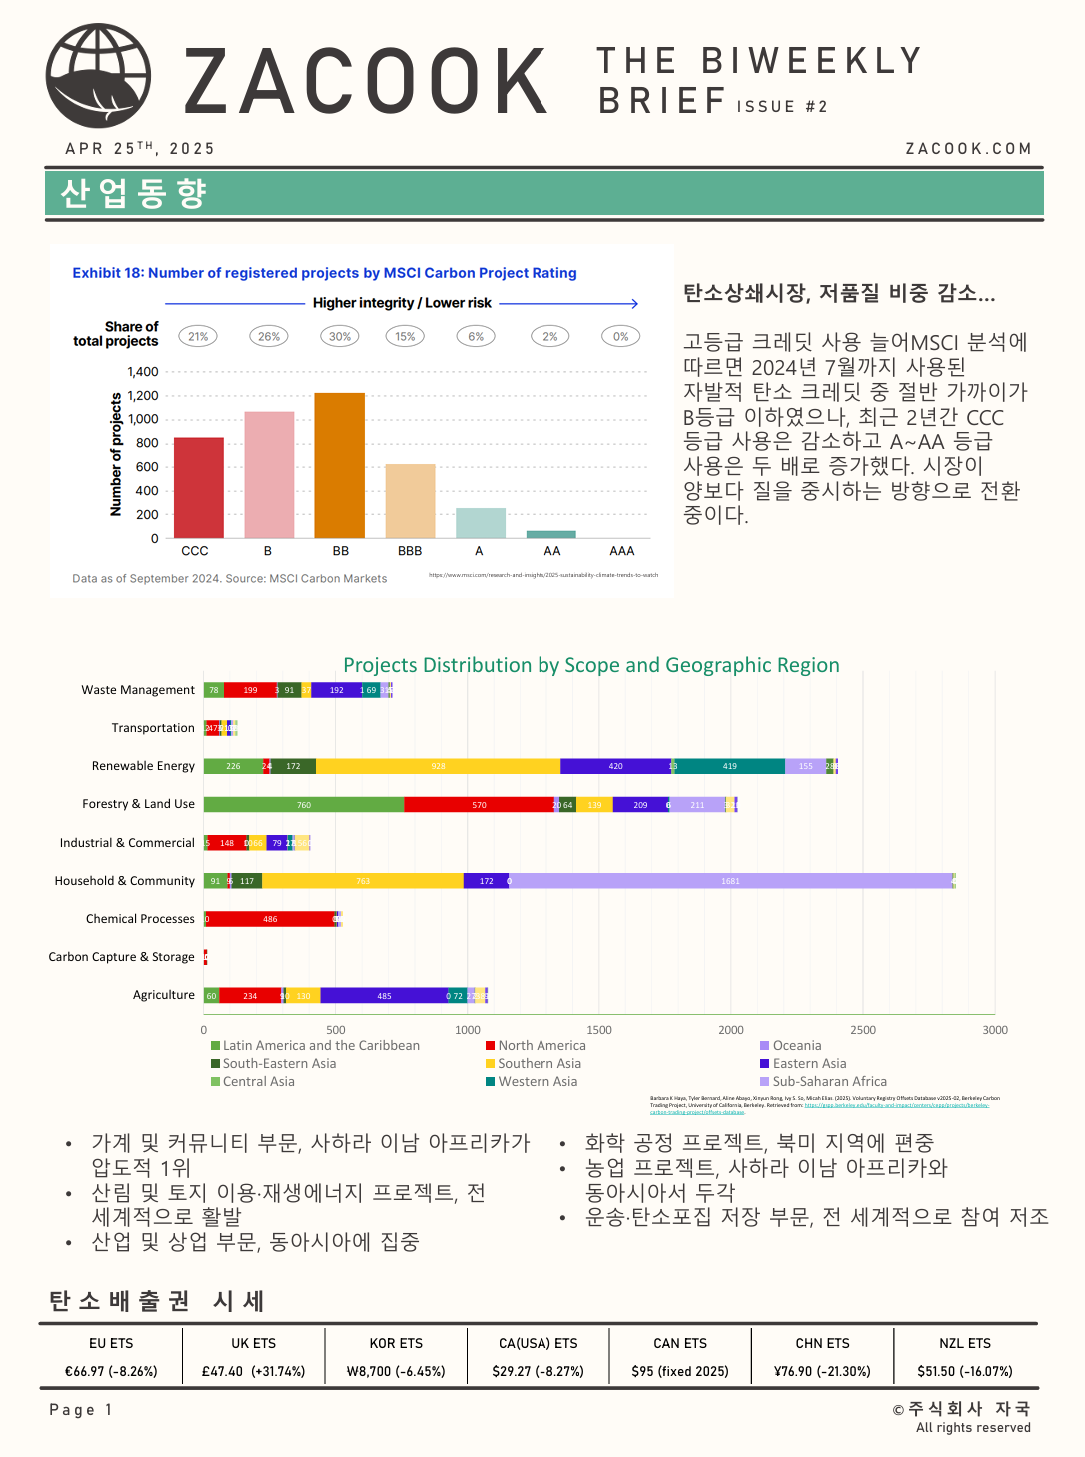 ZACOOK
THE BIWEEKLY
BRIEF ISSUE #2
APR 25TH, 2025
ZACOOK.COM
산업동향
Exhibit 18: Number of registered projects by MSCI Carbon Project Rating
Higher integrity / Lower risk
Share of
total projects
21% 26% 30% 15% 6% 2% 0%
Number of projects
1,400
1,200
1,000
800
600
400
200
0
CCC B BB BBB A AA AAA
Data as of September 2024. Source: MSCI Carbon Markets
https://www.msci.com/research-and-insights/2025-sustainability-climate-trends-to-watch
탄소상쇄시장, 저품질 비중 감소...
고등급 크레딧 사용 늘어MSCI 분석에
따르면 2024년 7월까지 사용된
자발적 탄소 크레딧 중 절반 가까이가
B등급 이하였으나, 최근 2년간 CCC
등급 사용은 감소하고 A~AA 등급
사용은 두 배로 증가했다. 시장이
양보다 질을 중시하는 방향으로 전환
중이다.
Projects Distribution by Scope and Geographic Region
Waste Management 78 199 3 91 37 192 1 69
Transportation
Renewable Energy 226 24 172 928 420 13 419 155
Forestry & Land Use 760 570 20 64 139 209 6 211
Industrial & Commercial 148 66 79
Household & Community 91 117 763 172 0 1681
Chemical Processes 486
Carbon Capture & Storage
Agriculture 60 234 130 485 0 72
0 500 1000 1500 2000 2500 3000
Latin America and the Caribbean
North America
Oceania
South-Eastern Asia
Southern Asia
Eastern Asia
Central Asia
Western Asia
Sub-Saharan Africa
Barbara K Haya, Tyler Bernard, Aline Abayo, Xinyun Rong, Ivy S. So, Micah Elias. (2025). Voluntary Registry Offsets Database v2025-02, Berkeley Carbon
Trading Project, University of California, Berkeley. Retrieved from: https://gspp.berkeley.edu/faculty-and-impact/centers/cepp/projects/berkeley-
carbon-trading-project/offsets-database.
• 가계 및 커뮤니티 부문, 사하라 이남 아프리카가
압도적 1위
• 산림 및 토지 이용·재생에너지 프로젝트, 전
세계적으로 활발
• 산업 및 상업 부문, 동아시아에 집중
• 화학 공정 프로젝트, 북미 지역에 편중
• 농업 프로젝트, 사하라 이남 아프리카와
동아시아서 두각
• 운송·탄소포집 저장 부문, 전 세계적으로 참여 저조
탄소배출권 시세
EU ETS
€66.97 (-8.26%)
UK ETS
£47.40 (+31.74%)
KOR ETS
₩8,700 (-6.45%)
CA(USA) ETS
$29.27 (-8.27%)
CAN ETS
$95 (fixed 2025)
CHN ETS
¥76.90 (-21.30%)
NZL ETS
$51.50 (-16.07%)
Page 1
©주식회사 자국
All rights reserved